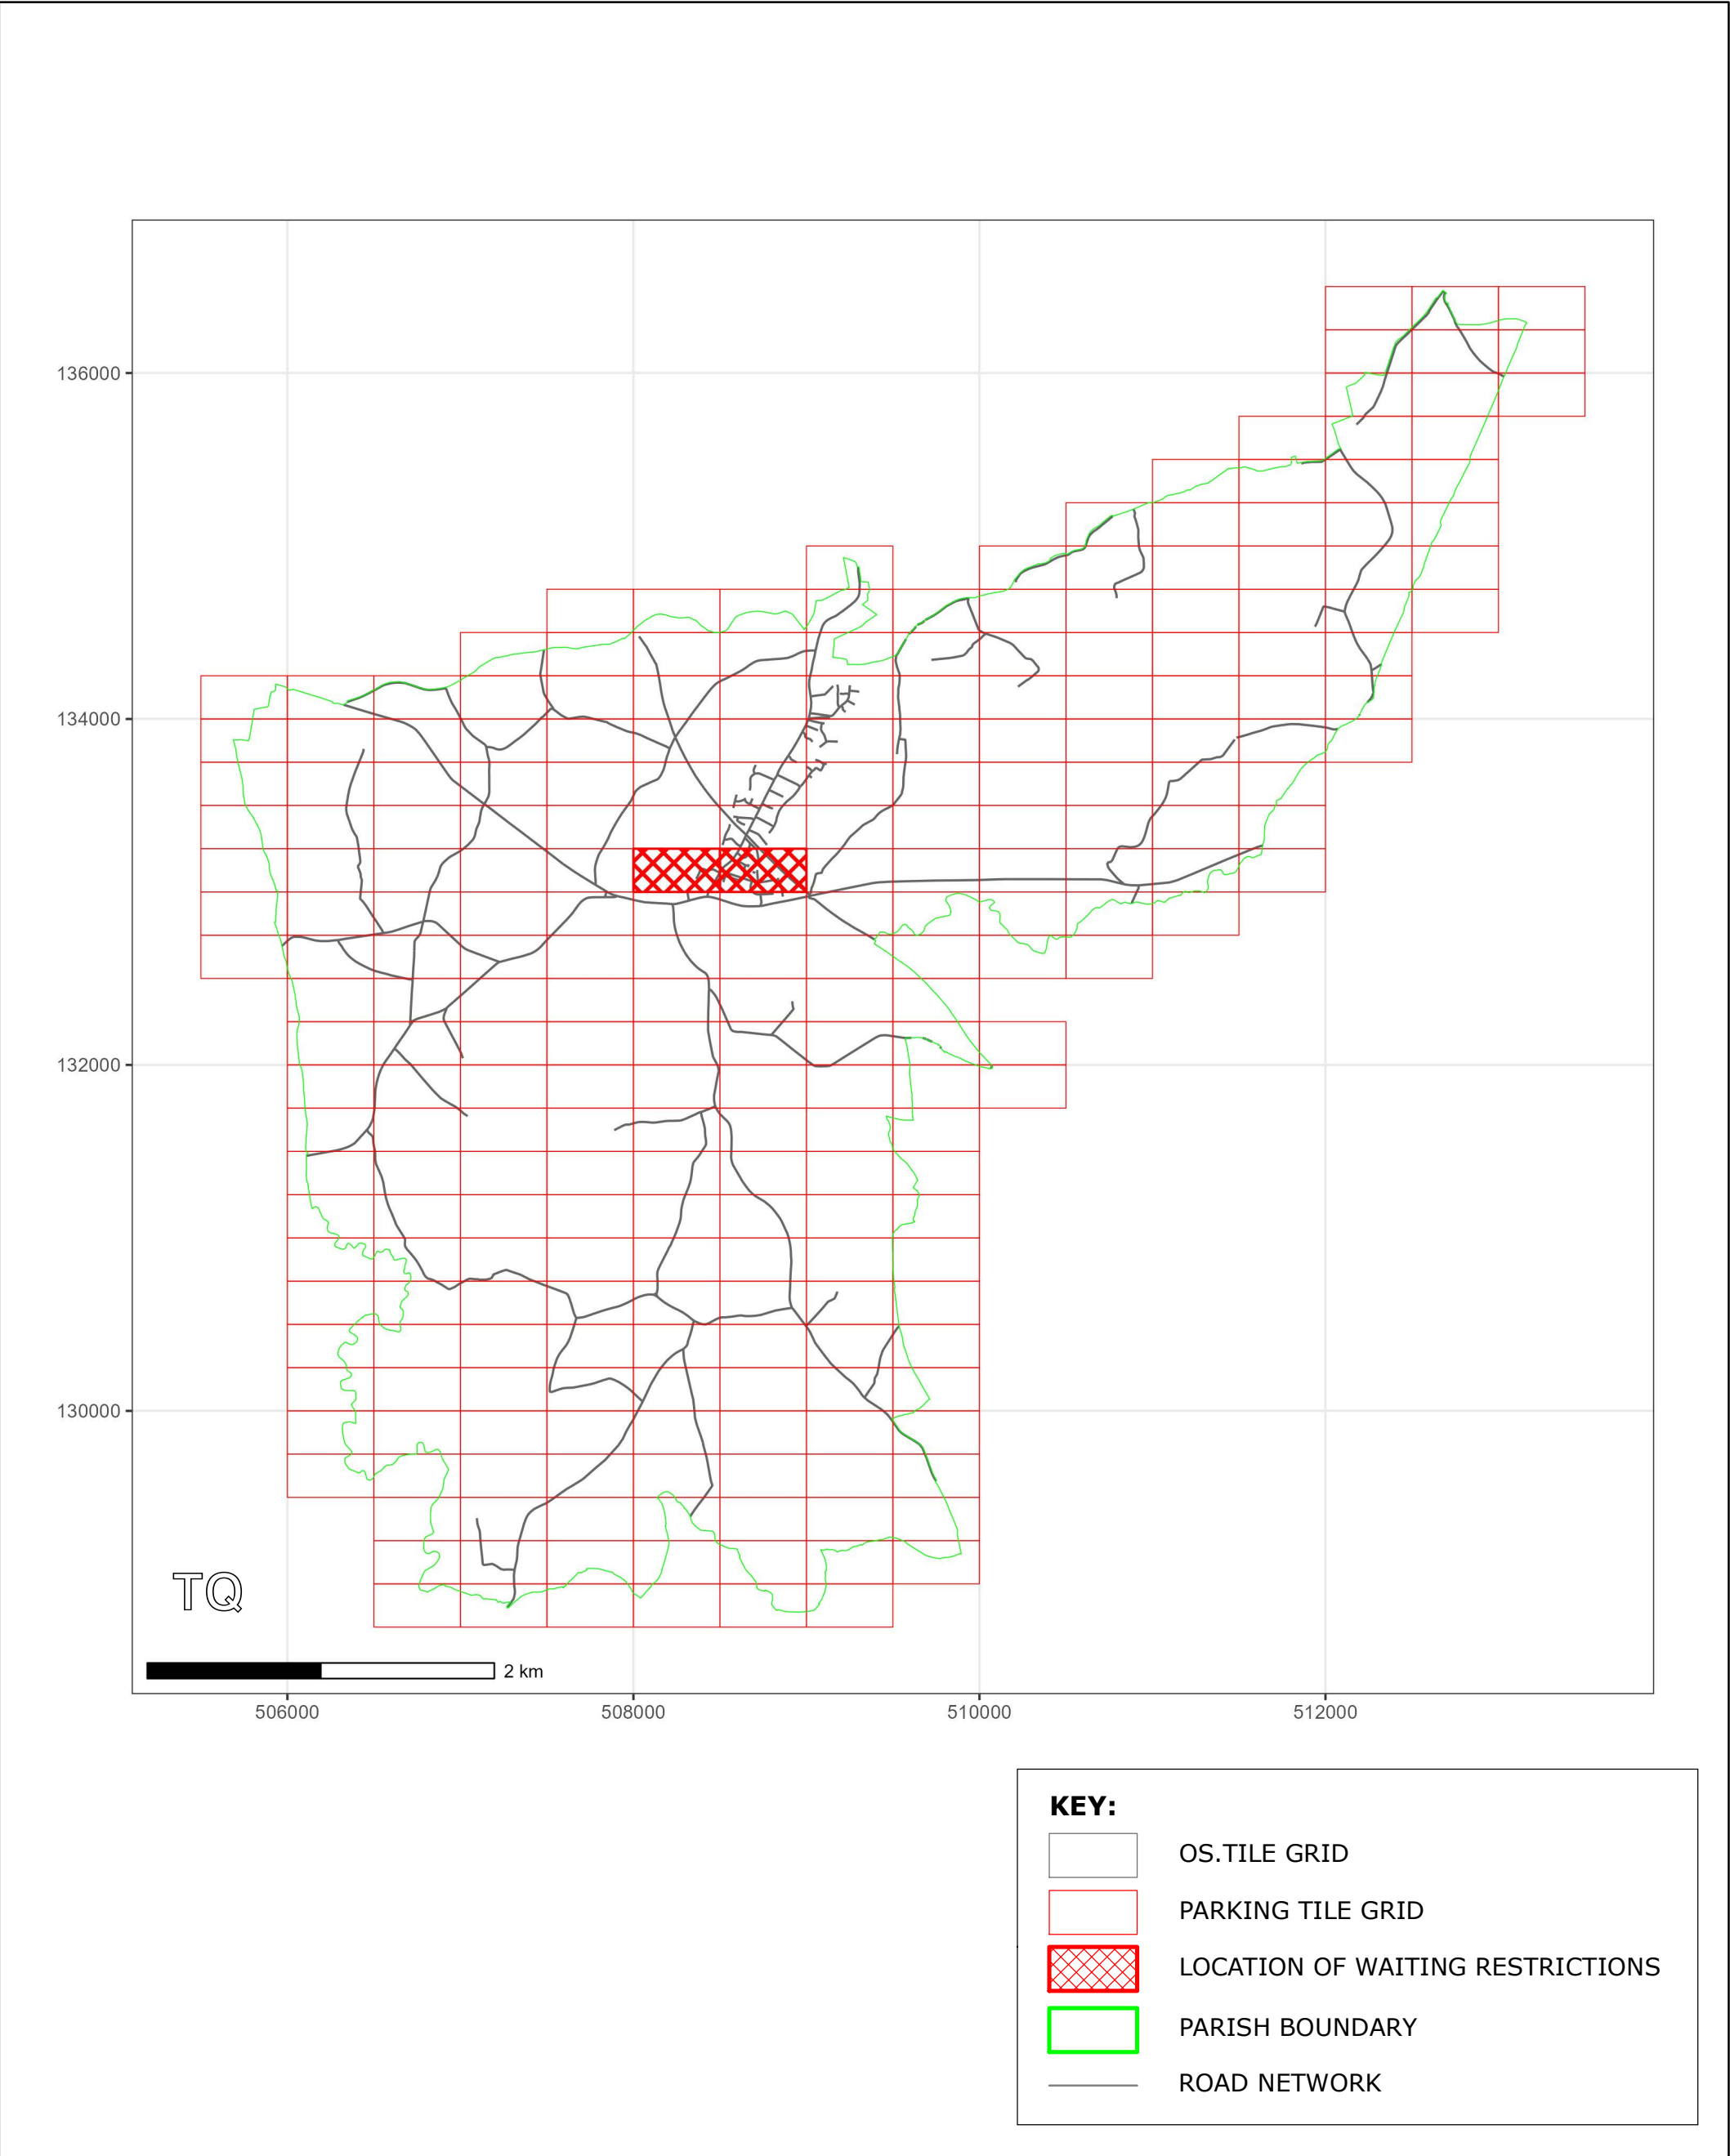 136000
134000
132000
130000
TQ
2 km
506000
508000
510000
512000
KEY:
OS.TILE GRID
PARKING TILE GRID
LOCATION OF WAITING RESTRICTIONS
PARISH BOUNDARY
ROAD NETWORK